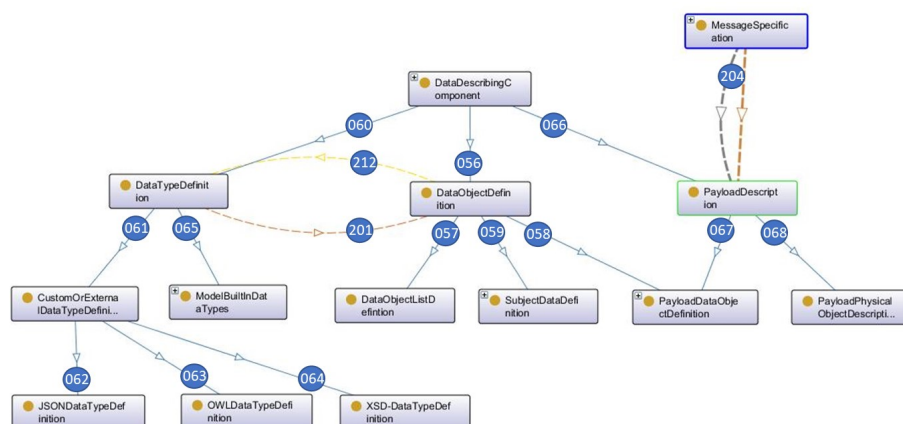 MessageSpecific
ation
204
DataDescribingC
omponent
060
066
212
056
DataTypeDefinit
ion
DataObjectDefin
ition
PayloadDescript
ion
061
065
201
057
059
058
067
068
CustomOrExterna
lDataTypeDefini...
ModelBuiltInDat
aTypes
DataObjectListD
efintion
SubjectDataDefi
nition
PayloadDataObje
ctDefinition
PayloadPhysical
ObjectDescripti...
062
063
064
JSONDataTypeDef
inition
OWLDataTypeDefi
nition
XSD-DataTypeDef
inition